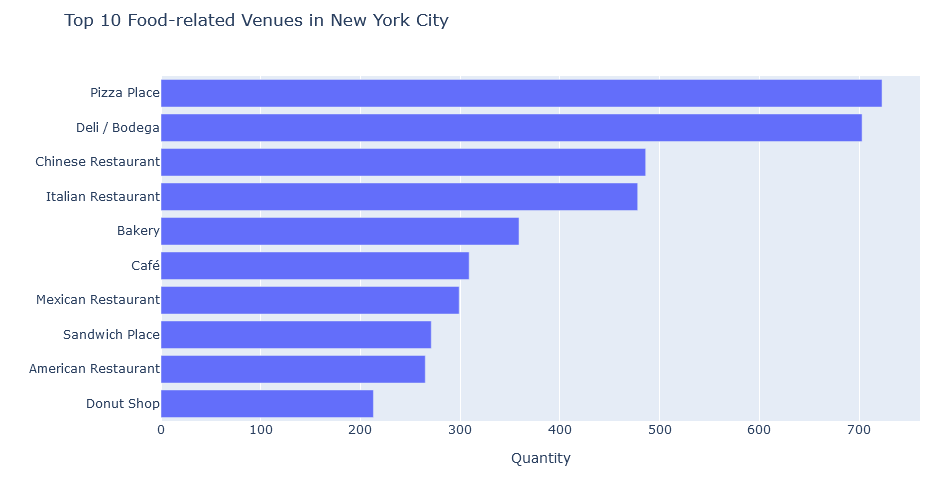 Top 10 Food-related Venues in New York City
Pizza Place
Deli / Bodega
Chinese Restaurant
Italian Restaurant
Bakery
Café
Mexican Restaurant
Sandwich Place
American Restaurant
Donut Shop
0 100 200 300 400 500 600 700
Quantity